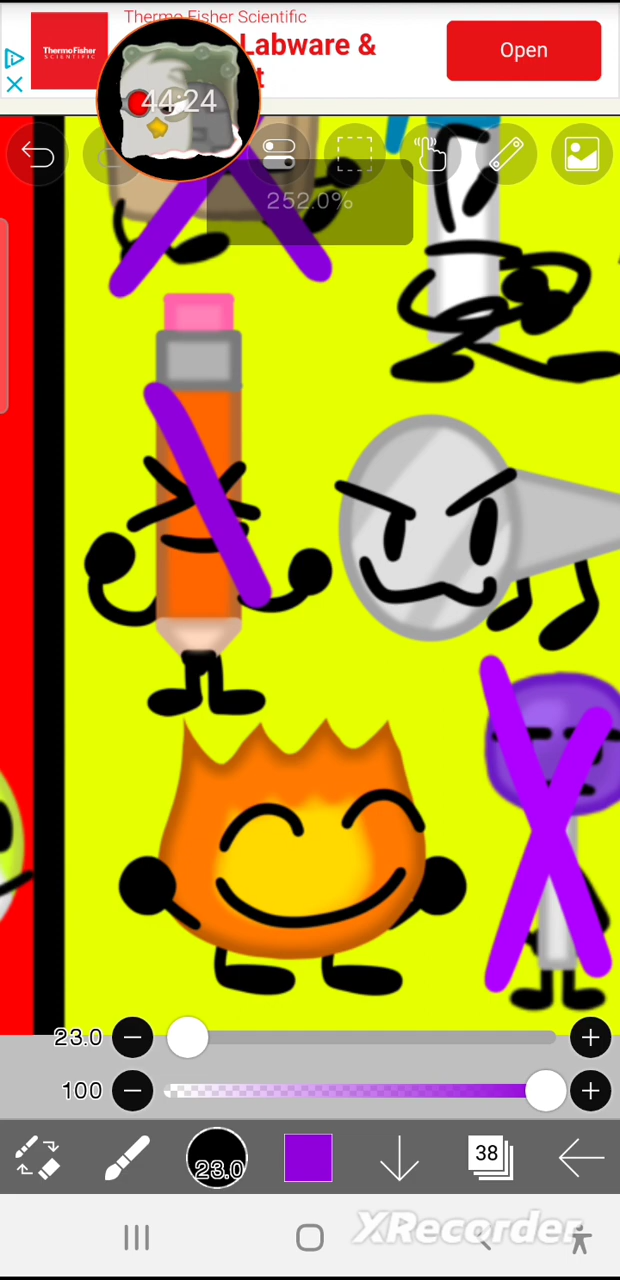 Thermo Fisher Scientific
ThermoFisher
SCIENTIFIC
Labware &
Open
44:24
252.0%
23.0
100
23.0
38
XRecorder